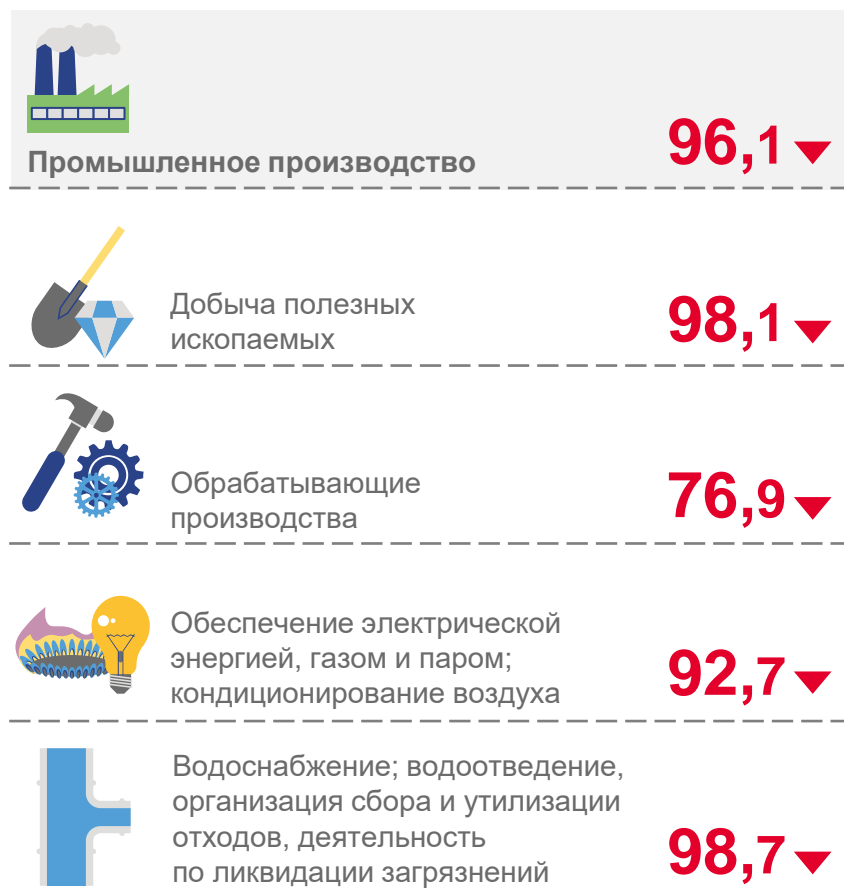 Промышленное производство
96,1
Добыча полезных
ископаемых
98,1
Обрабатывающие
производства
76,9
Обеспечение электрической
энергией, газом и паром;
кондиционирование воздуха
92,7
Водоснабжение; водоотведение,
организация сбора и утилизации
отходов, деятельность
по ликвидации загрязнений
98,7